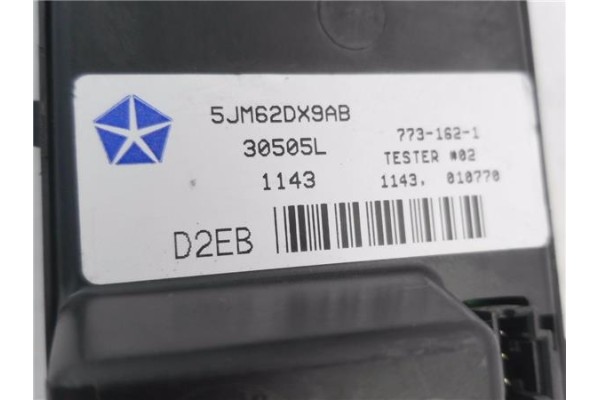 5JM62DX9AB
30505L
773-162-1
TESTER #02
1143
1143, 010770
D2EB